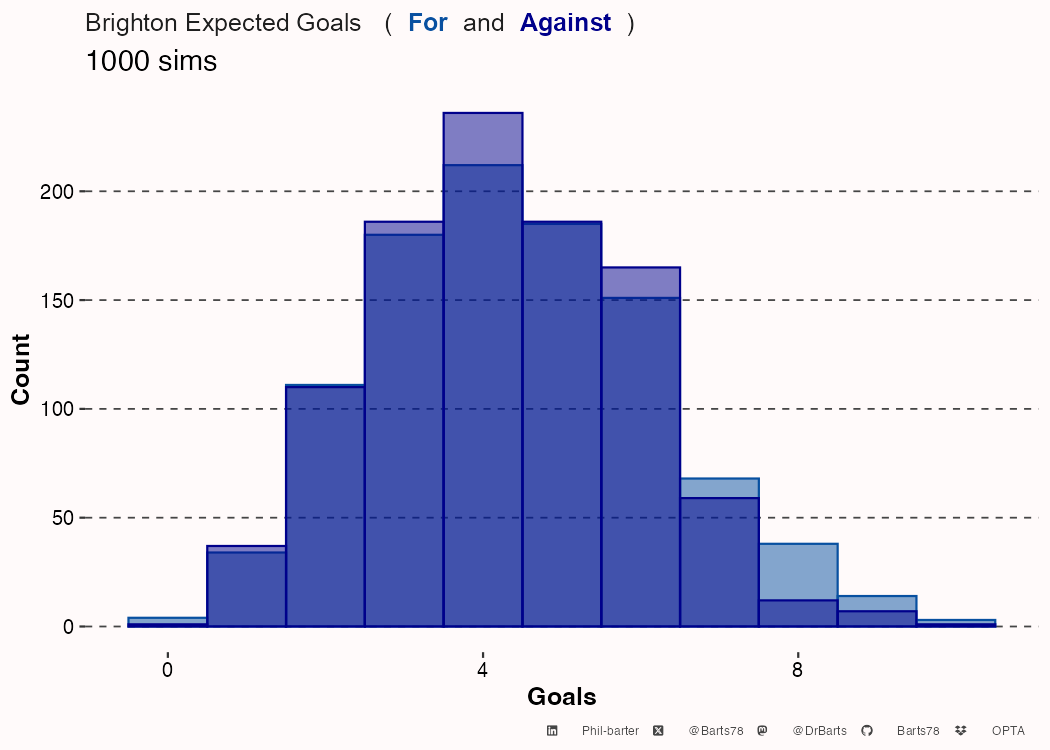 Brighton Expected Goals ( For and Against )
1000 sims
200
150
100
50
0
Count
0 4 8
Goals
Phil-barter @Barts78 @DrBarts Barts78 OPTA